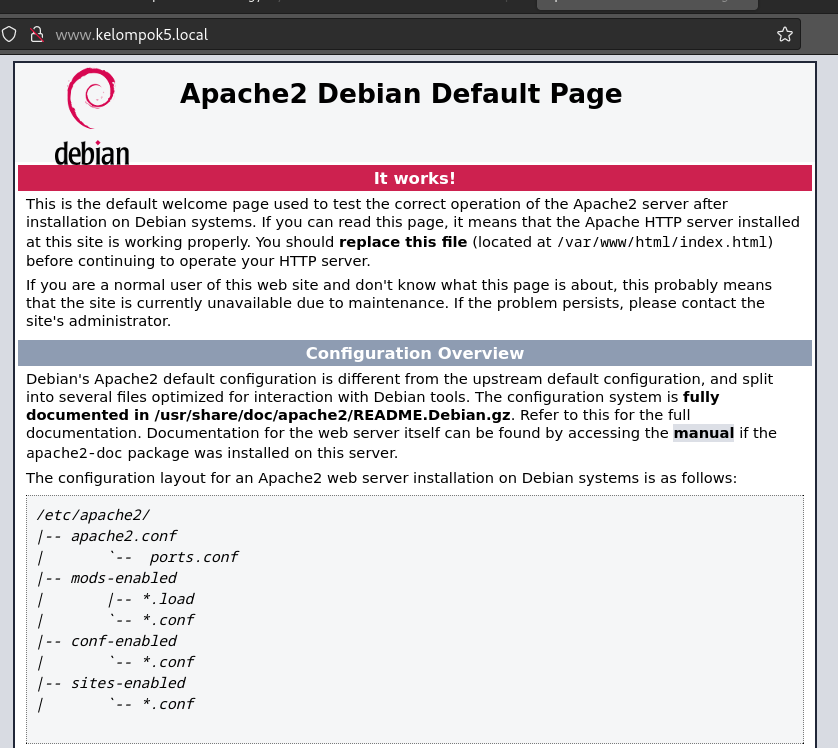 www.kelompok5.local
debian
Apache2 Debian Default Page
It works!
This is the default welcome page used to test the correct operation of the Apache2 server after
installation on Debian systems. If you can read this page, it means that the Apache HTTP server installed
at this site is working properly. You should replace this file (located at /var/www/html/index.html)
before continuing to operate your HTTP server.
If you are a normal user of this web site and don't know what this page is about, this probably means
that the site is currently unavailable due to maintenance. If the problem persists, please contact the
site's administrator.
Configuration Overview
Debian's Apache2 default configuration is different from the upstream default configuration, and split
into several files optimized for interaction with Debian tools. The configuration system is fully
documented in /usr/share/doc/apache2/README.Debian.gz. Refer to this for the full
documentation. Documentation for the web server itself can be found by accessing the manual if the
apache2-doc package was installed on this server.
The configuration layout for an Apache2 web server installation on Debian systems is as follows:
/etc/apache2/
|-- apache2.conf
|       `--  ports.conf
|-- mods-enabled
|       |-- *.load
|       `-- *.conf
|-- conf-enabled
|       `-- *.conf
|-- sites-enabled
|       `-- *.conf